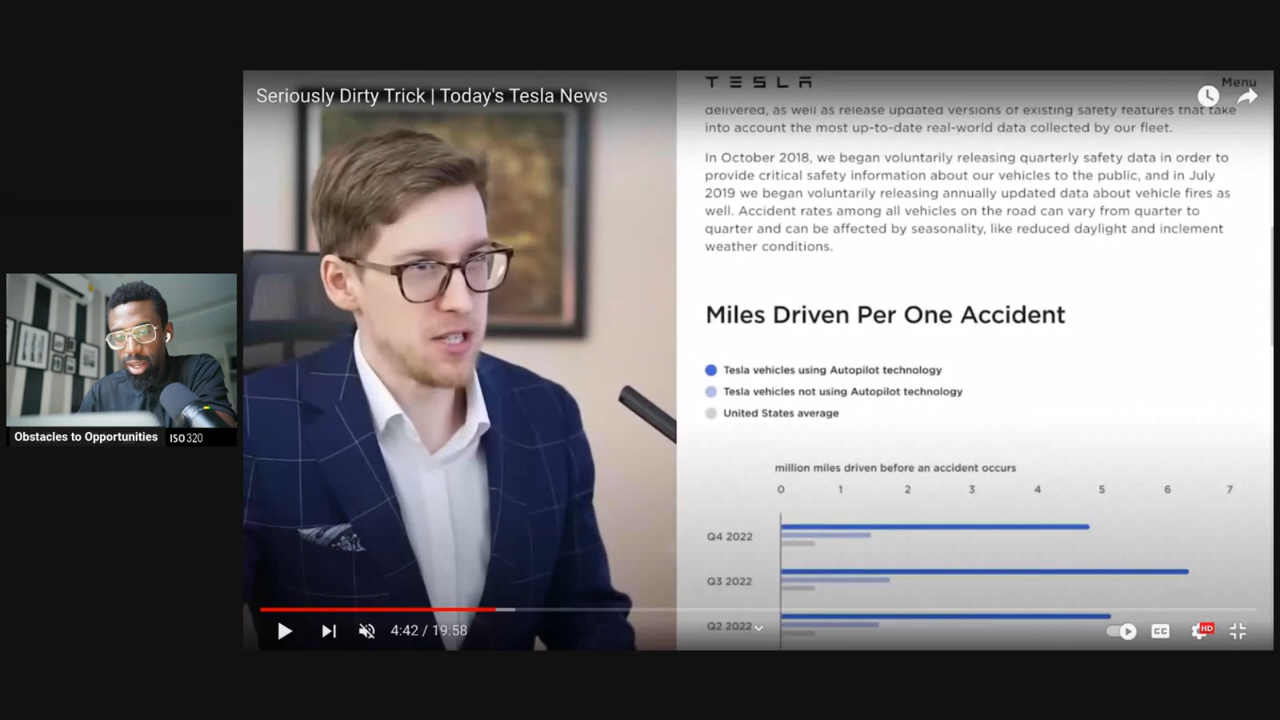 Seriously Dirty Trick | Today's Tesla News
TESLA
Menu
delivered, as well as release updated versions of existing safety features that take
into account the most up-to-date real-world data collected by our fleet.
In October 2018, we began voluntarily releasing quarterly safety data in order to
provide critical safety information about our vehicles to the public, and in July
2019 we began voluntarily releasing annually updated data about vehicle fires as
well. Accident rates among all vehicles on the road can vary from quarter to
quarter and can be affected by seasonality, like reduced daylight and inclement
weather conditions.
Miles Driven Per One Accident
Tesla vehicles using Autopilot technology
Tesla vehicles not using Autopilot technology
United States average
million miles driven before an accident occurs
0 1 2 3 4 5 6 7
Q4 2022
Q3 2022
Q2 2022
4:42 / 19:58
CC
HD
Obstacles to Opportunities
ISO 320